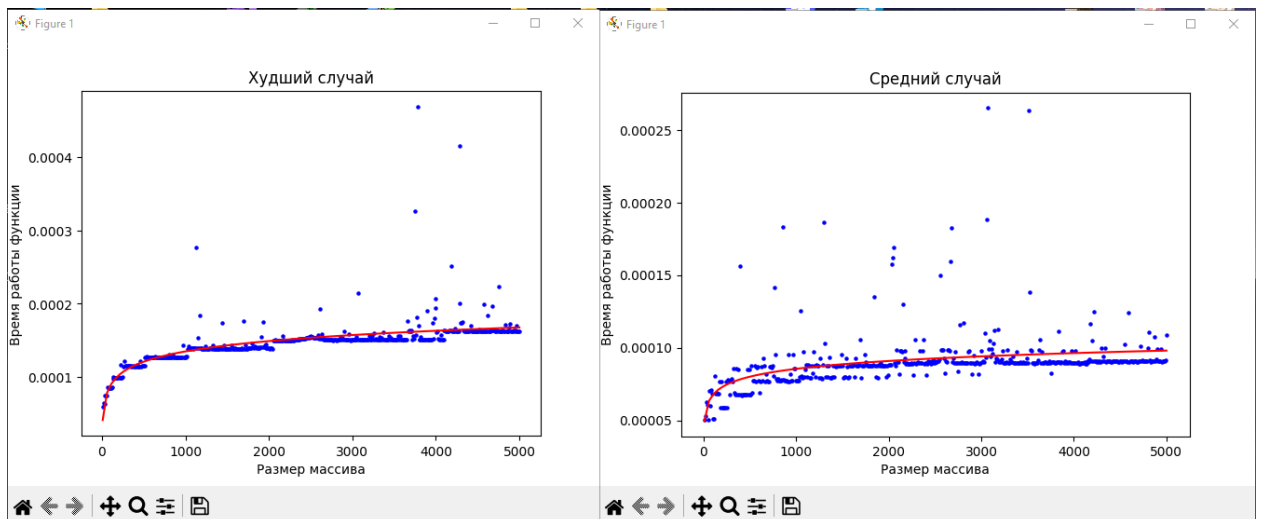 Figure 1
Худший случай
Время работы функции
0.0004
0.0003
0.0002
0.0001
0 1000 2000 3000 4000 5000
Размер массива
Figure 1
Средний случай
Время работы функции
0.00025
0.00020
0.00015
0.00010
0.00005
0 1000 2000 3000 4000 5000
Размер массива